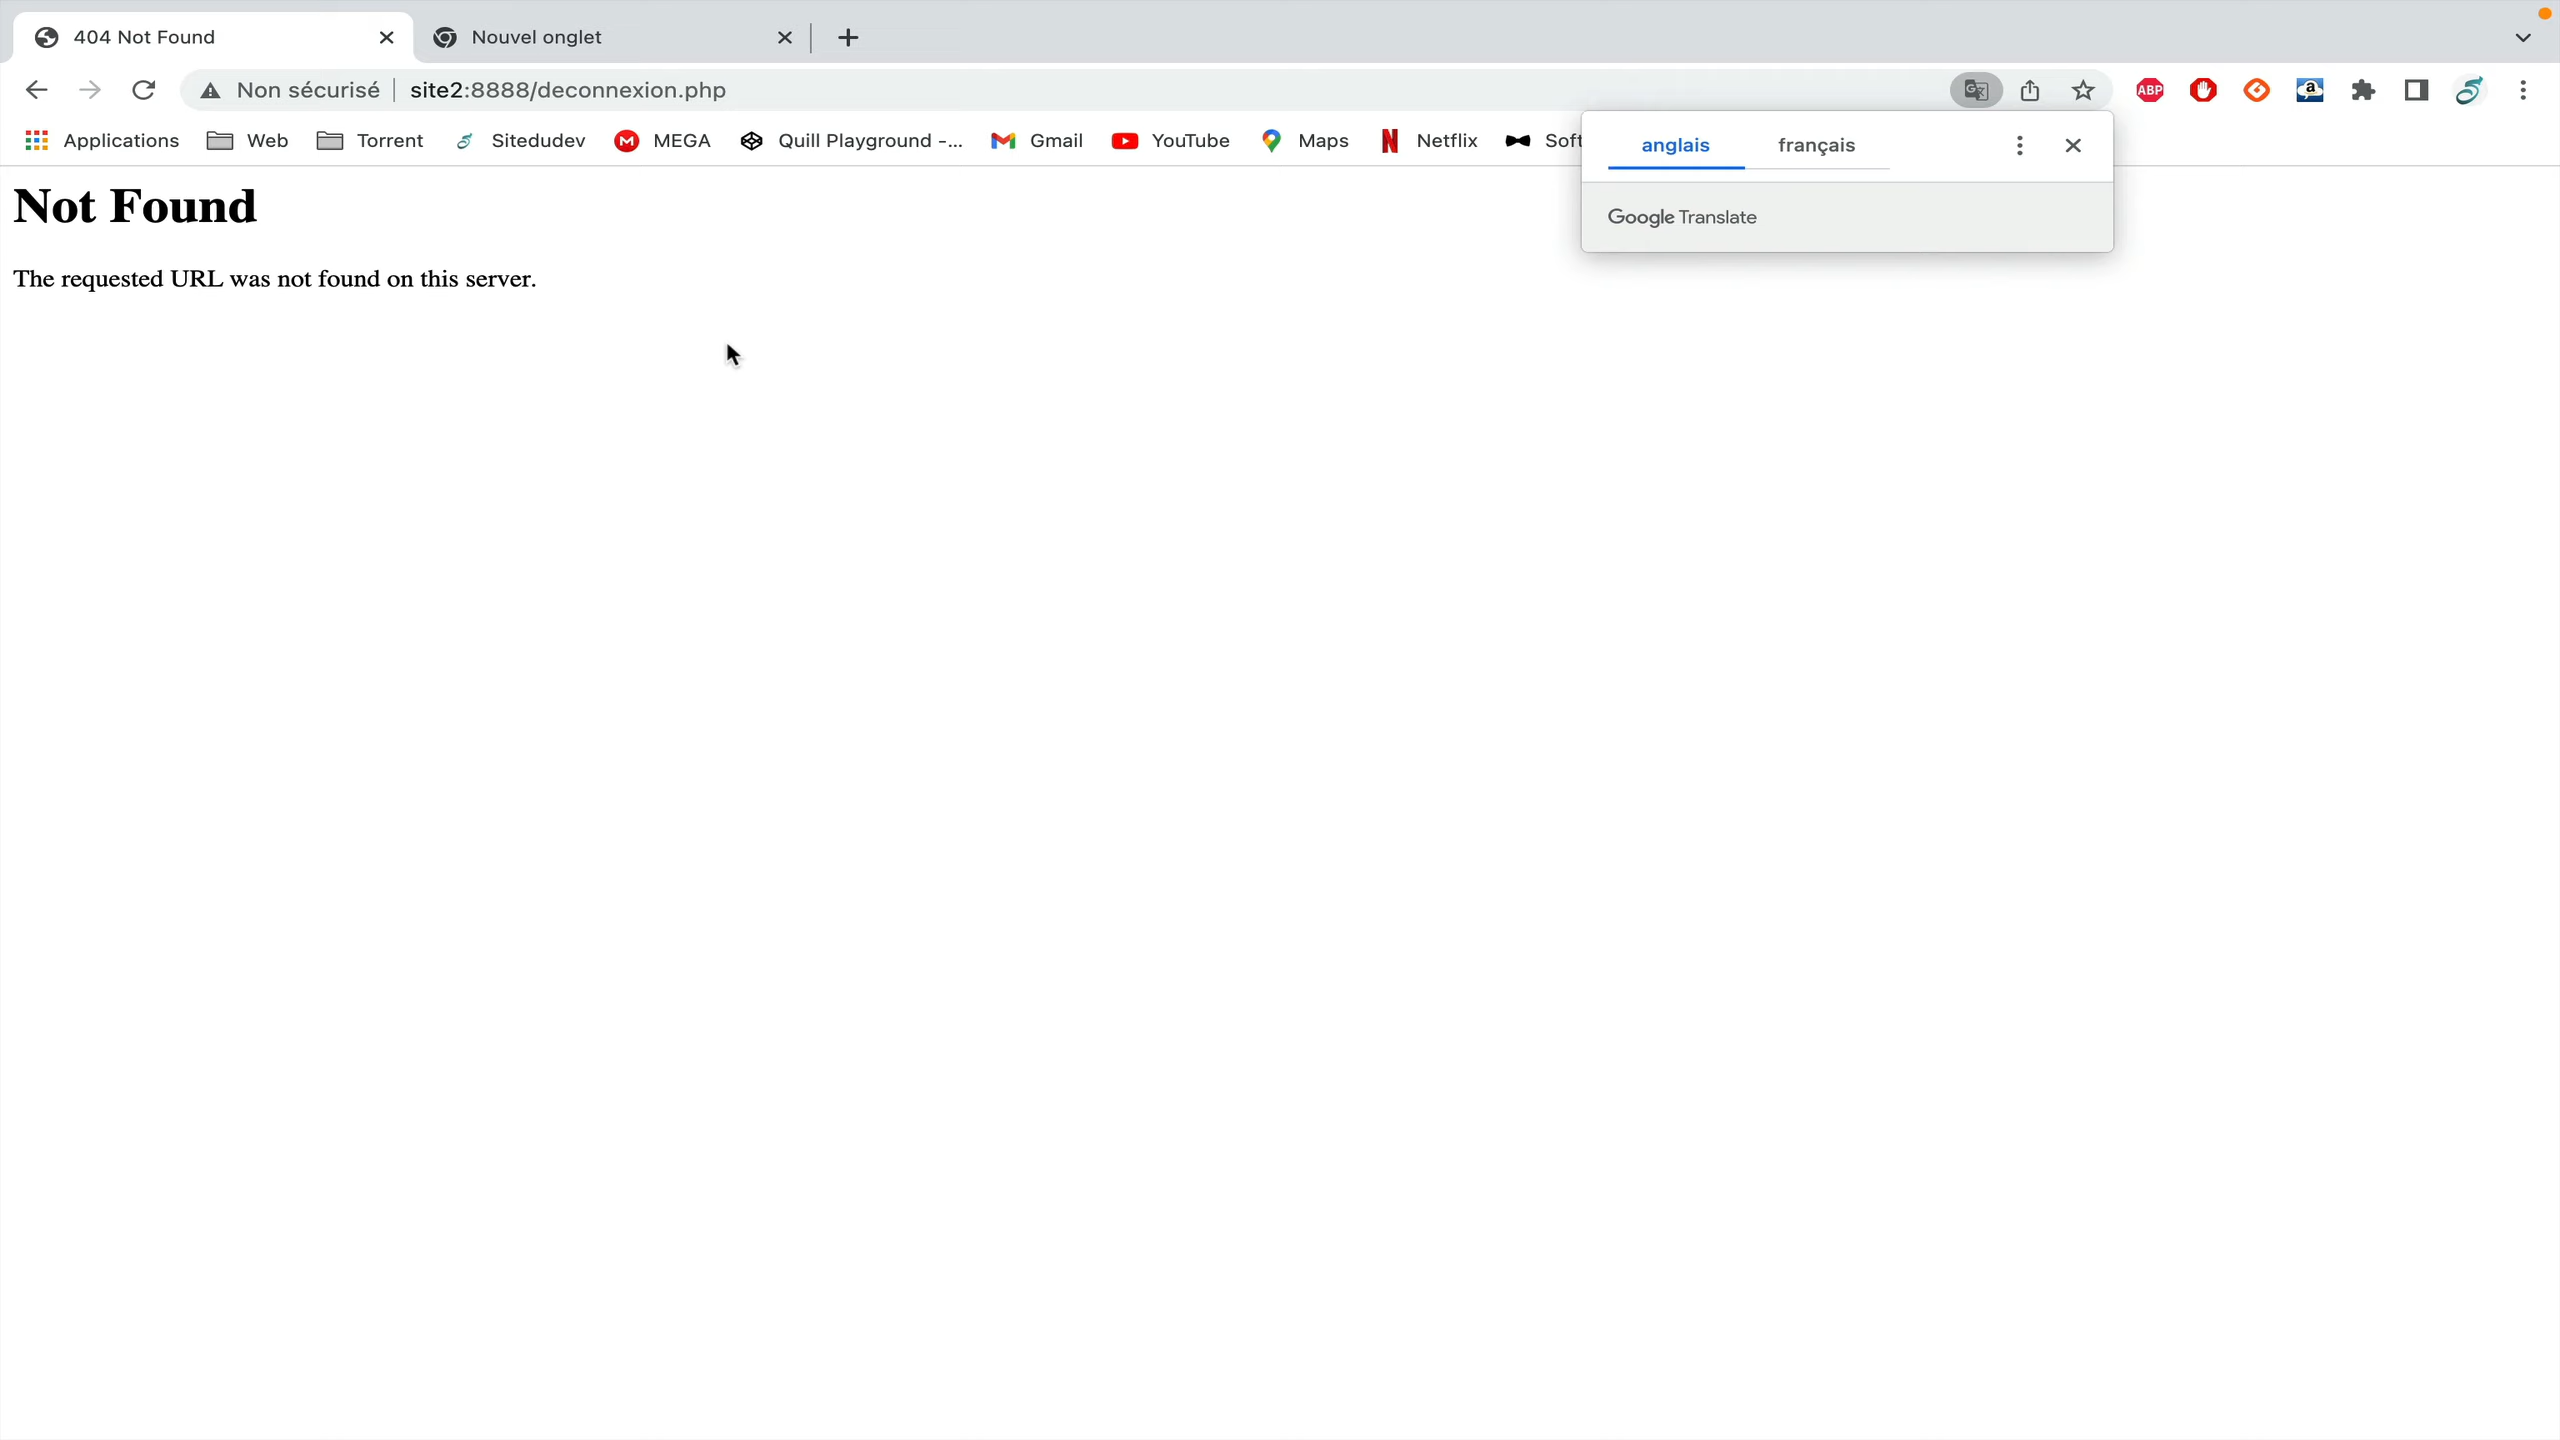 404 Not Found
Nouvel onglet
Non sécurisé
site2:8888/deconnexion.php
ABP
a
Applications
Web
Torrent
Sitedudev
M
MEGA
Quill Playground -...
Gmail
YouTube
Maps
Netflix
Soft
anglais
français
Google Translate
Not Found
The requested URL was not found on this server.